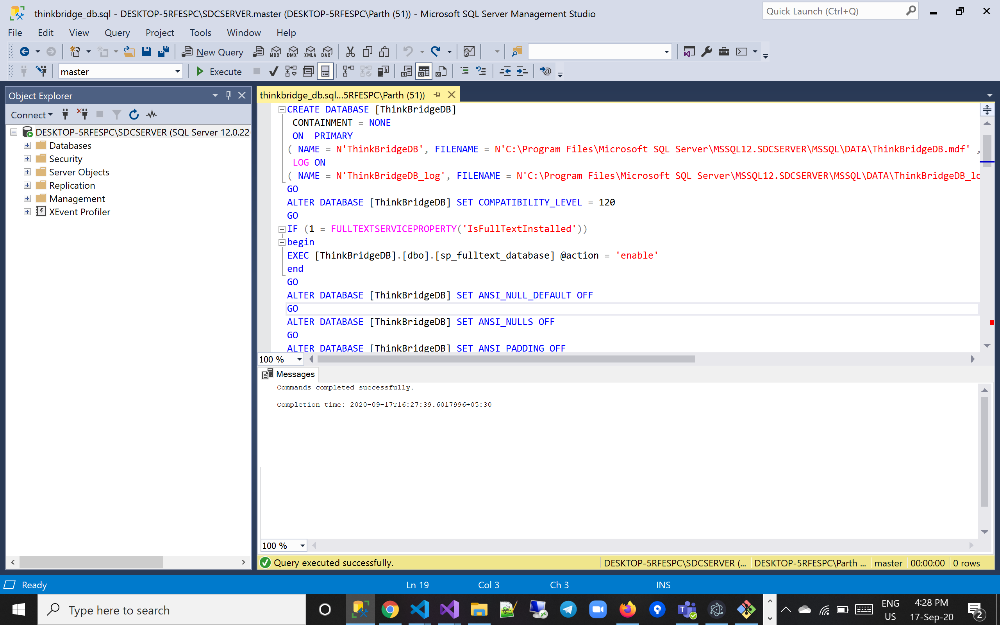 thinkbridge_db.sql - DESKTOP-5RFESPC\SDCSERVER.master (DESKTOP-5RFESPC\Parth (51)) - Microsoft SQL Server Management Studio
Quick Launch (Ctrl+Q)
File Edit View Query Project Tools Window Help
New Query MDX DMX XMLA DAX
master Execute
Object Explorer
Connect
DESKTOP-5RFESPC\SDCSERVER (SQL Server 12.0.22
Databases
Security
Server Objects
Replication
Management
XEvent Profiler
thinkbridge_db.sql...5RFESPC\Parth (51))
CREATE DATABASE [ThinkBridgeDB]
CONTAINMENT = NONE
ON PRIMARY
( NAME = N'ThinkBridgeDB', FILENAME = N'C:\Program Files\Microsoft SQL Server\MSSQL12.SDCSERVER\MSSQL\DATA\ThinkBridgeDB.mdf' ,
LOG ON
( NAME = N'ThinkBridgeDB_log', FILENAME = N'C:\Program Files\Microsoft SQL Server\MSSQL12.SDCSERVER\MSSQL\DATA\ThinkBridgeDB_lo
GO
ALTER DATABASE [ThinkBridgeDB] SET COMPATIBILITY_LEVEL = 120
GO
IF (1 = FULLTEXTSERVICEPROPERTY('IsFullTextInstalled'))
begin
EXEC [ThinkBridgeDB].[dbo].[sp_fulltext_database] @action = 'enable'
end
GO
ALTER DATABASE [ThinkBridgeDB] SET ANSI_NULL_DEFAULT OFF
GO
ALTER DATABASE [ThinkBridgeDB] SET ANSI_NULLS OFF
GO
ALTER DATABASE [ThinkBridgeDB] SET ANSI_PADDING OFF
100 %
Messages
Commands completed successfully.
Completion time: 2020-09-17T16:27:39.6017996+05:30
100 %
Query executed successfully. DESKTOP-5RFESPC\SDCSERVER (... DESKTOP-5RFESPC\Parth ... master 00:00:00 0 rows
Ready Ln 19 Col 3 Ch 3 INS
Type here to search
ENG
US
4:28 PM
17-Sep-20
2